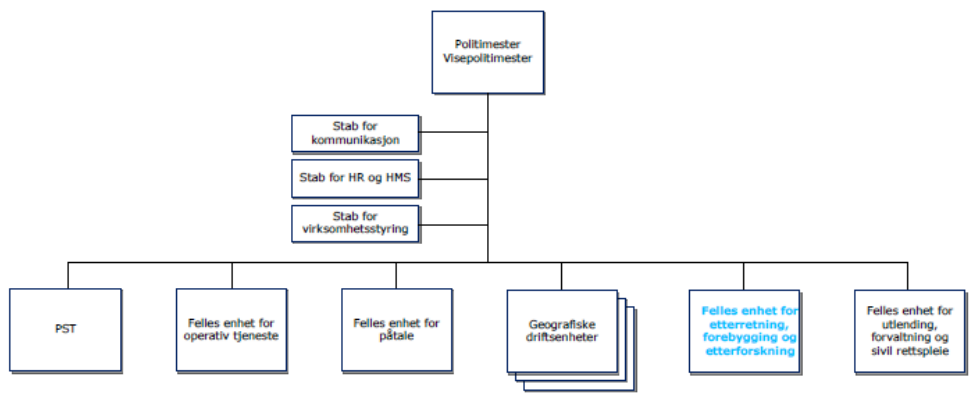 Politimester
Visepolitimester
Stab for
kommunikasjon
Stab for HR og HMS
Stab for
virksomhetsstyring
PST
Felles enhet for
operativ tjeneste
Felles enhet for
påtale
Geografiske
driftsenheter
Felles enhet for
etterretning,
forebygging og
etterforskning
Felles enhet for
utlending,
forvaltning og
sivil rettspleie